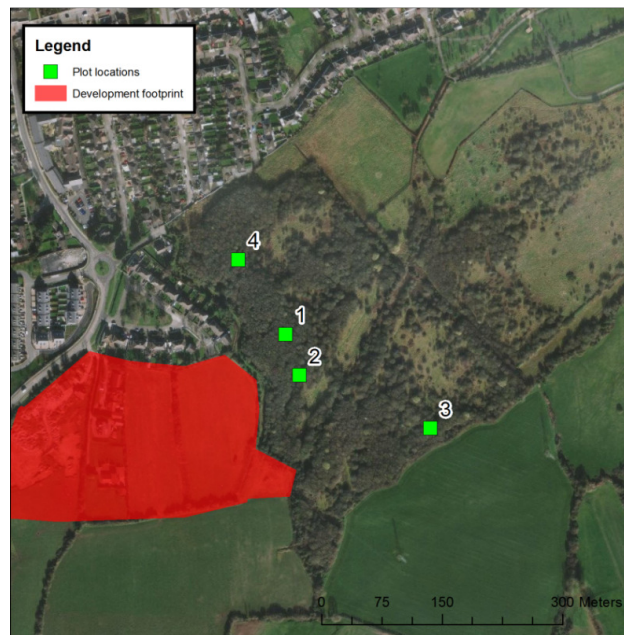 Legend
Plot locations
Development footprint
4
1
2
3
0 75 150 300 Meters